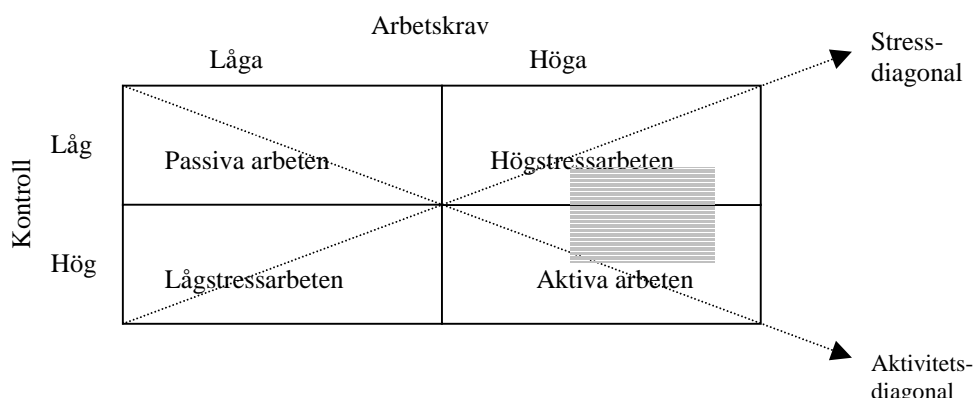 Arbetskrav
Låga Höga
Stress-
diagonal
Låg
Passiva arbeten Högstressarbeten
Kontroll
Hög
Lågstressarbeten Aktiva arbeten
Aktivitets-
diagonal